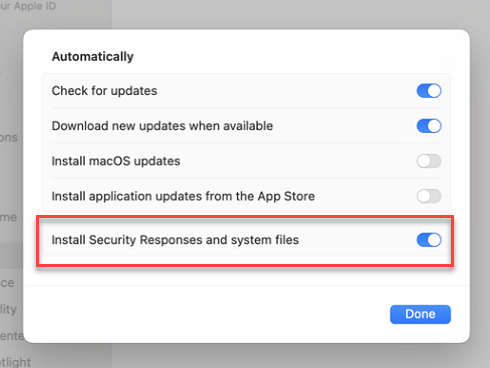 ur Apple ID
Automatically
Check for updates
Download new updates when available
ons
Install macOS updates
Install application updates from the App Store
me
Install Security Responses and system files
ce
lity
Done
ente
otlight